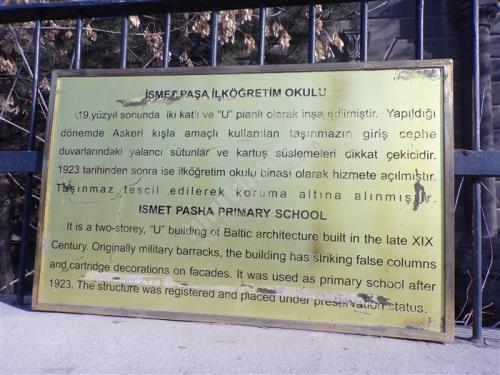 İSMET PAŞA İLKÖĞRETİM OKULU
19.yüzyıl sonunda iki katlı ve "U" planlı olarak inşa edilmiştir. Yapıldığı
dönemde Askeri kışla amaçlı kullanılan taşınmazın giriş cephe
duvarlarındaki yalancı sütunlar ve kartuş süslemeleri dikkat çekicidir.
1923 tarihinden sonra ise ilköğretim okulu binası olarak hizmete açılmıştır.
Taşınmaz tescil edilerek koruma altına alınmıştır.
ISMET PASHA PRIMARY SCHOOL
It is a two-storey, "U" building of Baltic architecture built in the late XIX
Century. Originally military barracks, the building has striking false columns
and cartridge decorations on facades. It was used as primary school after
1923. The structure was registered and placed under preservation status.